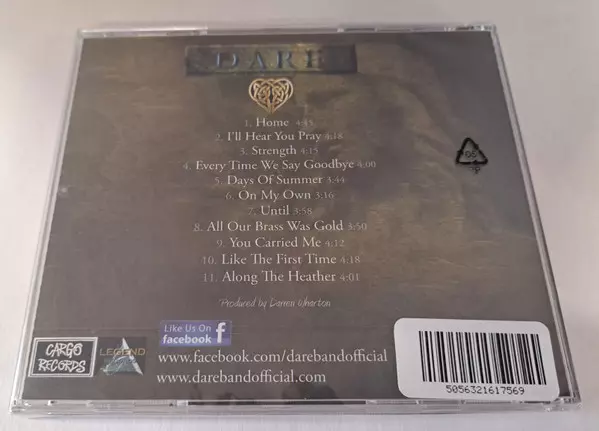 DARE
1. Home 4:45
2. I'll Hear You Pray 4:18
3. Strength 4:15
4. Every Time We Say Goodbye 4:00
5. Days Of Summer 3:44
6. On My Own 3:16
7. Until 3:58
8. All Our Brass Was Gold 3:50
9. You Carried Me 4:12
10. Like The First Time 4:18
11. Along The Heather 4:01
Produced by Darren Wharton
Like Us On
facebook f
CARGO
RECORDS
LEGEND
www.facebook.com/darebandofficial
www.darebandofficial.com
5056321617569